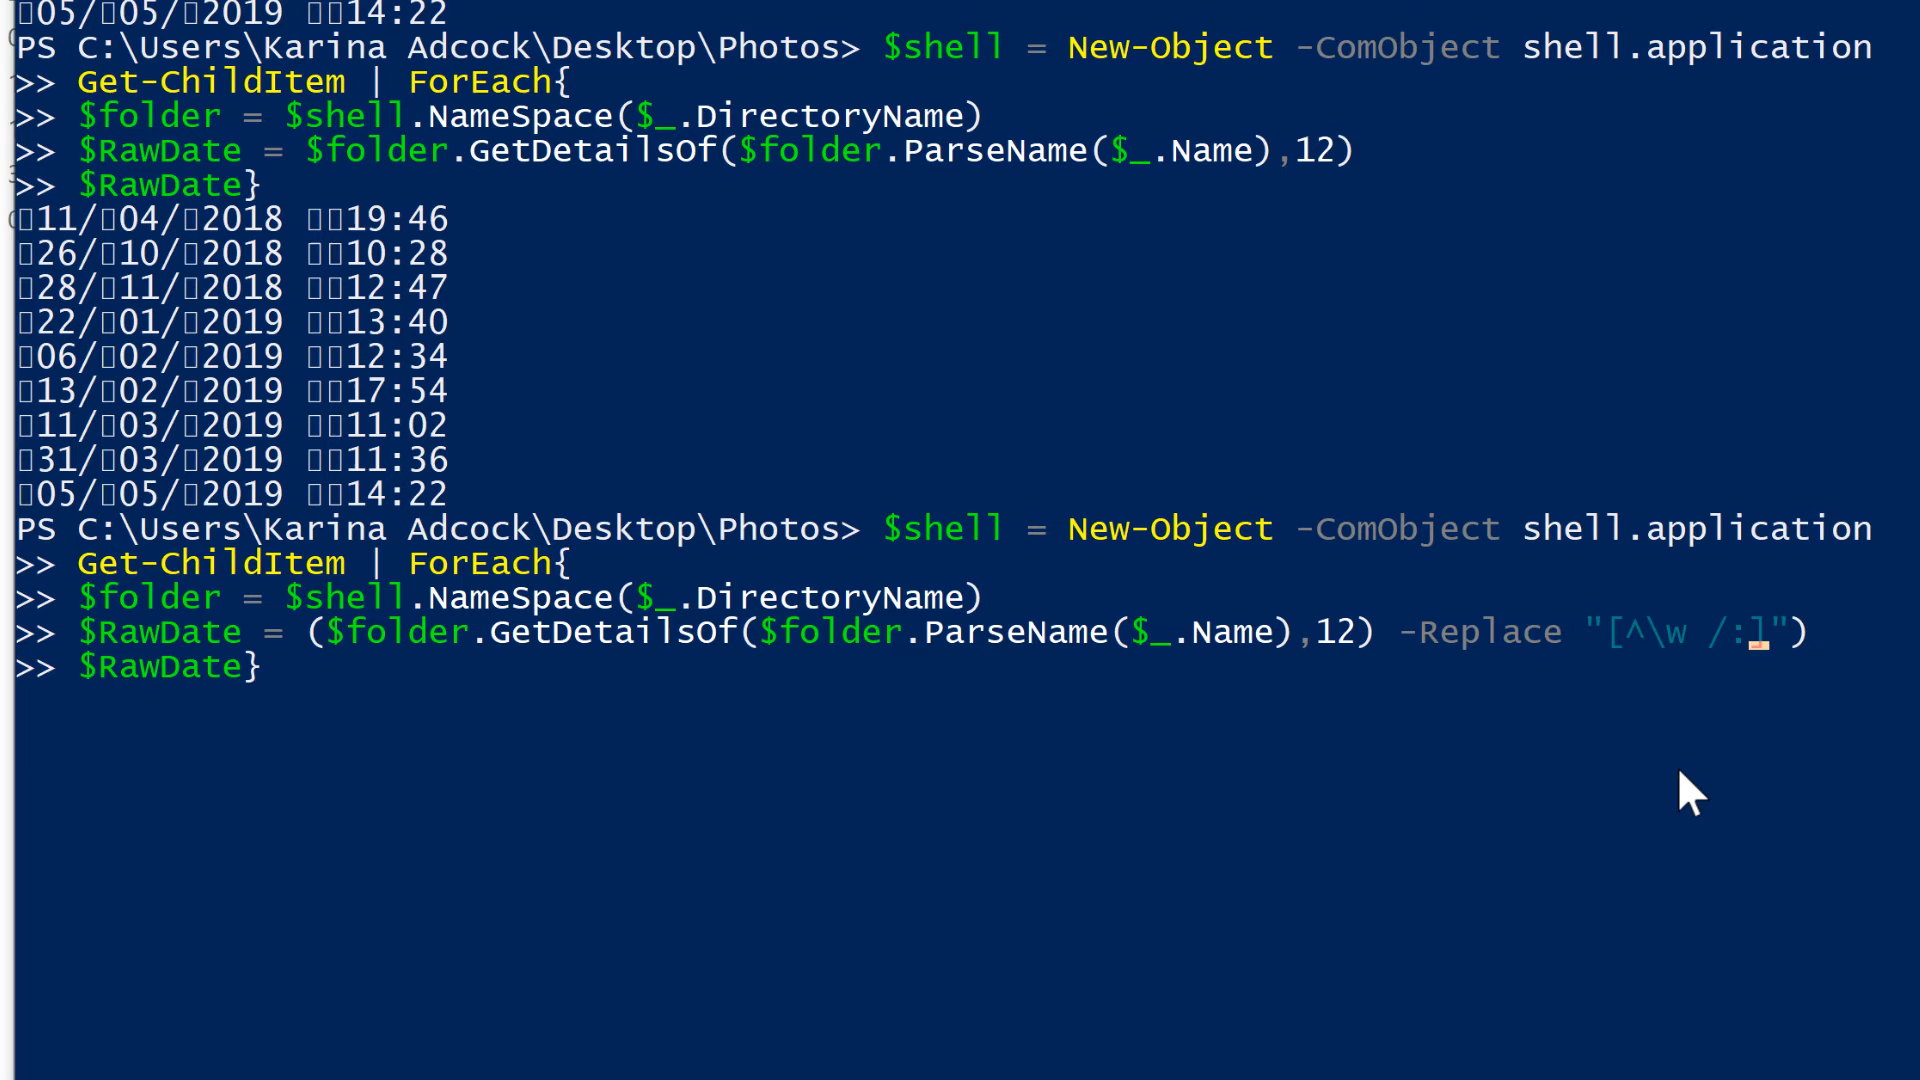 ▯05/▯05/▯2019 ▯▯14:22
PS C:\Users\Karina Adcock\Desktop\Photos> $shell = New-Object -ComObject shell.application
>> Get-ChildItem | ForEach{
>> $folder = $shell.NameSpace($_.DirectoryName)
>> $RawDate = $folder.GetDetailsOf($folder.ParseName($_.Name),12)
>> $RawDate}
▯11/▯04/▯2018 ▯▯19:46
▯26/▯10/▯2018 ▯▯10:28
▯28/▯11/▯2018 ▯▯12:47
▯22/▯01/▯2019 ▯▯13:40
▯06/▯02/▯2019 ▯▯12:34
▯13/▯02/▯2019 ▯▯17:54
▯11/▯03/▯2019 ▯▯11:02
▯31/▯03/▯2019 ▯▯11:36
▯05/▯05/▯2019 ▯▯14:22
PS C:\Users\Karina Adcock\Desktop\Photos> $shell = New-Object -ComObject shell.application
>> Get-ChildItem | ForEach{
>> $folder = $shell.NameSpace($_.DirectoryName)
>> $RawDate = ($folder.GetDetailsOf($folder.ParseName($_.Name),12) -Replace "[^\w /:]")
>> $RawDate}